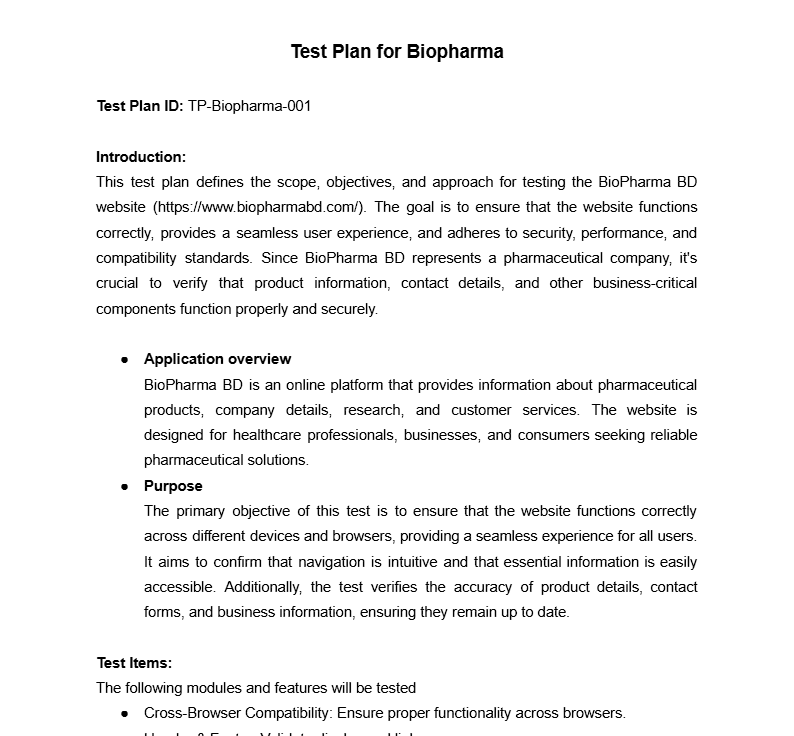 Test Plan for Biopharma
Test Plan ID: TP-Biopharma-001
Introduction:
This test plan defines the scope, objectives, and approach for testing the BioPharma BD
website (https://www.biopharmabd.com/). The goal is to ensure that the website functions
correctly, provides a seamless user experience, and adheres to security, performance, and
compatibility standards. Since BioPharma BD represents a pharmaceutical company, it's
crucial to verify that product information, contact details, and other business-critical
components function properly and securely.
● Application overview
BioPharma BD is an online platform that provides information about pharmaceutical
products, company details, research, and customer services. The website is
designed for healthcare professionals, businesses, and consumers seeking reliable
pharmaceutical solutions.
● Purpose
The primary objective of this test is to ensure that the website functions correctly
across different devices and browsers, providing a seamless experience for all users.
It aims to confirm that navigation is intuitive and that essential information is easily
accessible. Additionally, the test verifies the accuracy of product details, contact
forms, and business information, ensuring they remain up to date.
Test Items:
The following modules and features will be tested
● Cross-Browser Compatibility: Ensure proper functionality across browsers.